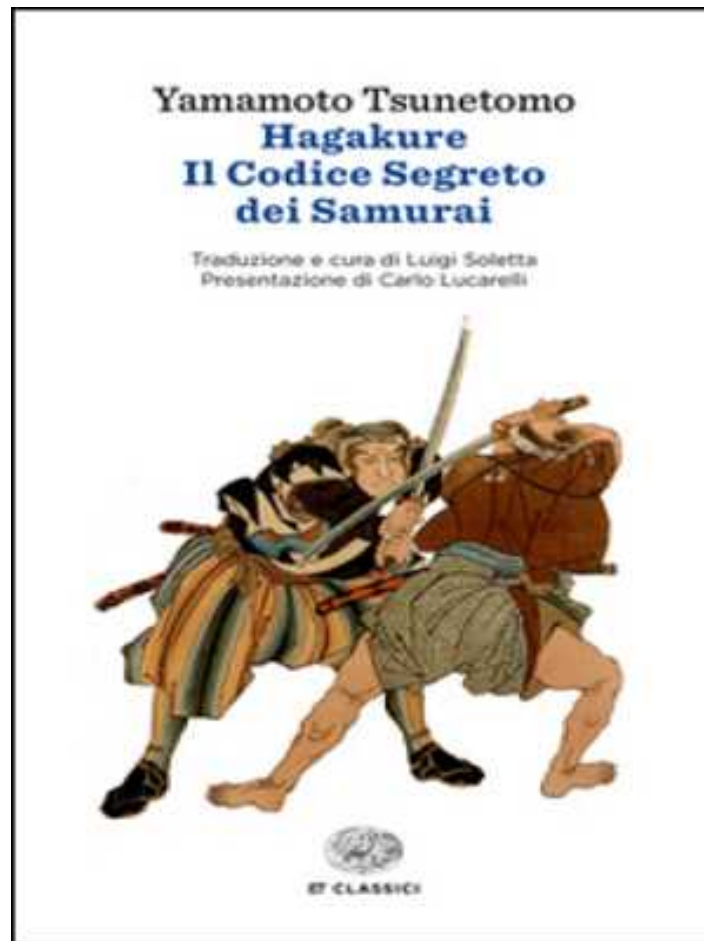 Yamamoto Tsunetomo
Hagakure
Il Codice Segreto
dei Samurai
Traduzione e cura di Luigi Soletta
Presentazione di Carlo Lucarelli
ET CLASSICI